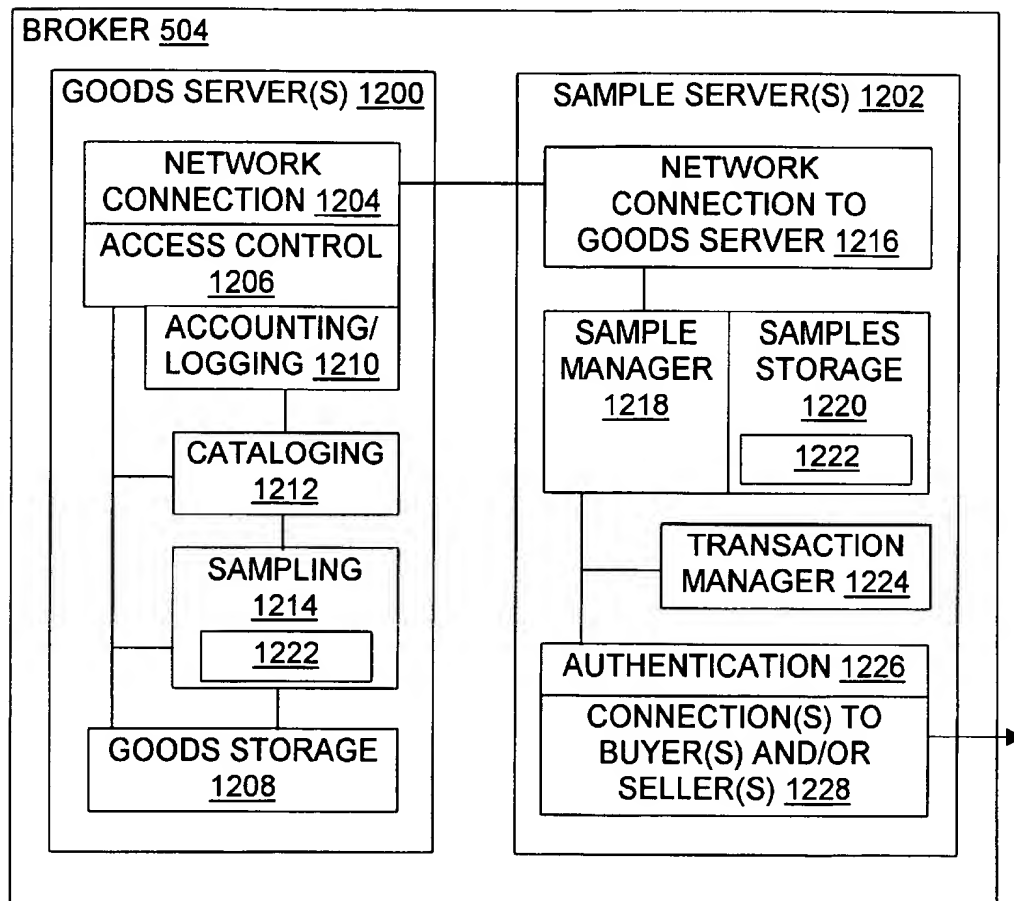 BROKER 504
GOODS SERVER(S) 1200
NETWORK
CONNECTION 1204
ACCESS CONTROL
1206
ACCOUNTING/
LOGGING 1210
CATALOGING
1212
SAMPLING
1214
1222
GOODS STORAGE
1208
SAMPLE SERVER(S) 1202
NETWORK
CONNECTION TO
GOODS SERVER 1216
SAMPLE
MANAGER
1218
SAMPLES
STORAGE
1220
1222
TRANSACTION
MANAGER 1224
AUTHENTICATION 1226
CONNECTION(S) TO
BUYER(S) AND/OR
SELLER(S) 1228